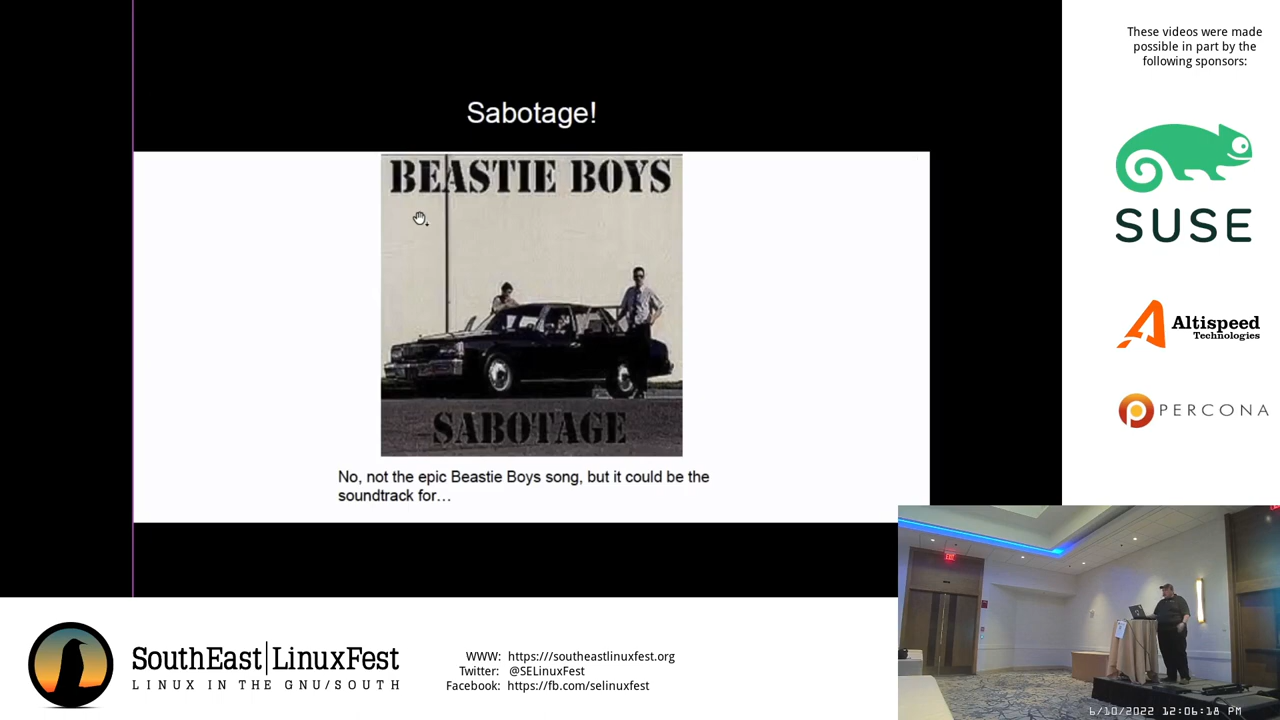 These videos were made
possible in part by the
following sponsors:
Sabotage!
BEASTIE BOYS
SABOTAGE
No, not the epic Beastie Boys song, but it could be the
soundtrack for…
SUSE
Altispeed
Technologies
PERCONA
EXIT
SouthEast|LinuxFest
LINUX IN THE GNU/SOUTH
WWW: https:///southeastlinuxfest.org
Twitter: @SELinuxFest
Facebook: https://fb.com/selinuxfest
6/10/2022 12:06:18 PM